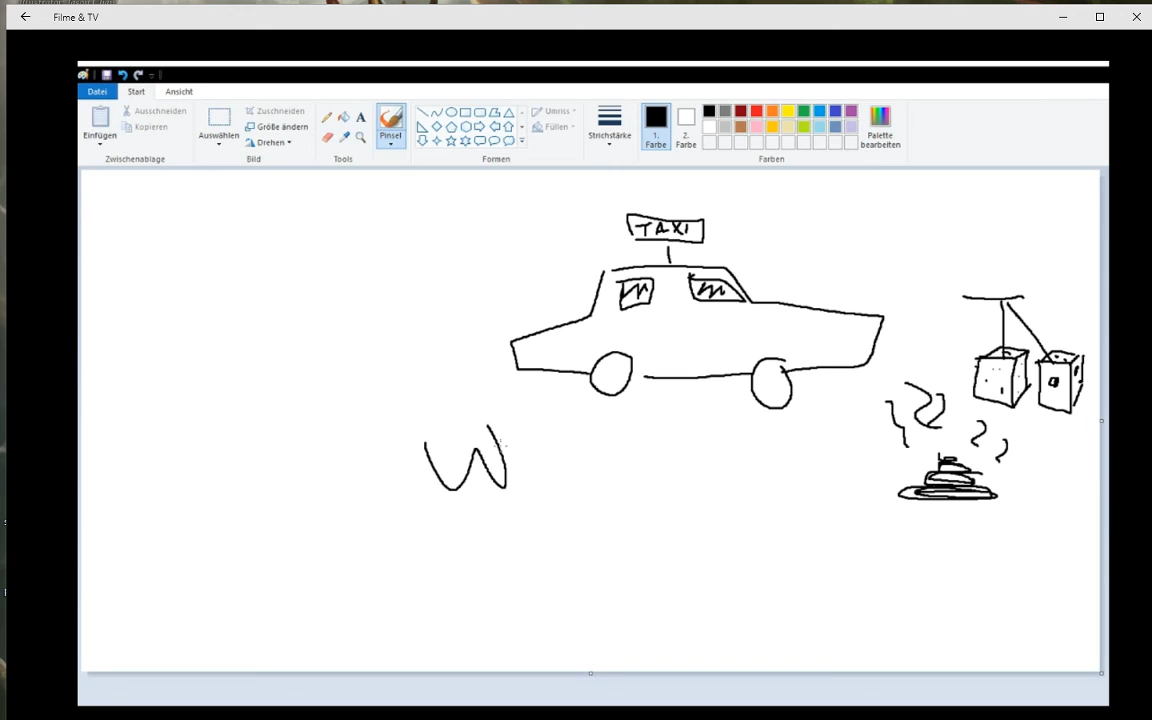 Filme & TV
Datei Start Ansicht
Einfügen
Ausschneiden
Kopieren
Zwischenablage
Auswählen
Zuschneiden
Größe ändern
Drehen
Bild
Tools
Pinsel
Formen
Umriss
Füllen
Strichstärke
1.
Farbe
2.
Farbe
Farben
Palette
bearbeiten
TAXI
W